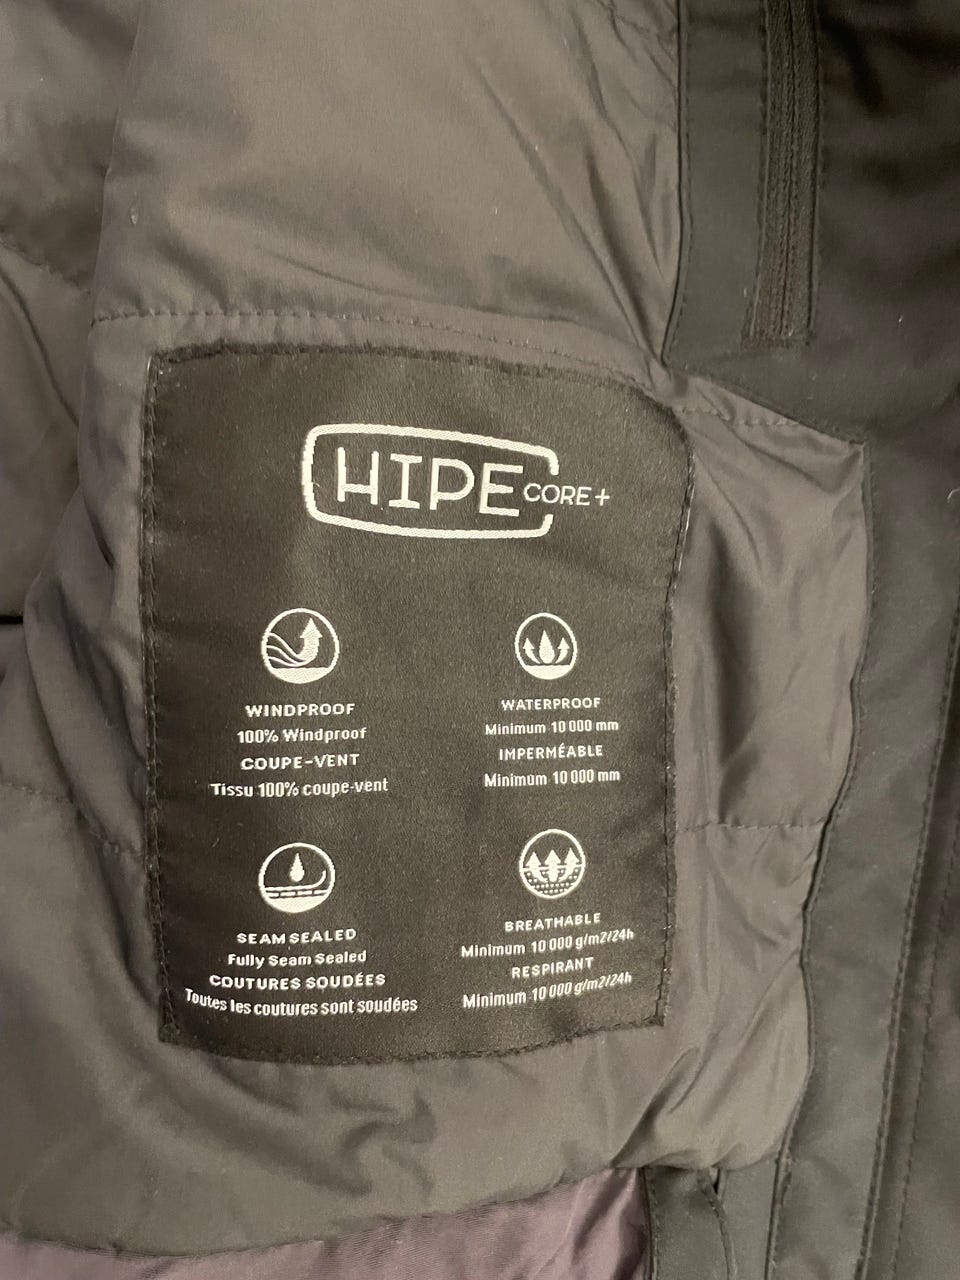 HIPE CORE+
WINDPROOF
100% Windproof
COUPE-VENT
Tissu 100% coupe-vent
WATERPROOF
Minimum 10 000 mm
IMPERMÉABLE
Minimum 10 000 mm
SEAM SEALED
Fully Seam Sealed
COUTURES SOUDÉES
Toutes les coutures sont soudées
BREATHABLE
Minimum 10 000 g/m2/24h
RESPIRANT
Minimum 10 000 g/m2/24h